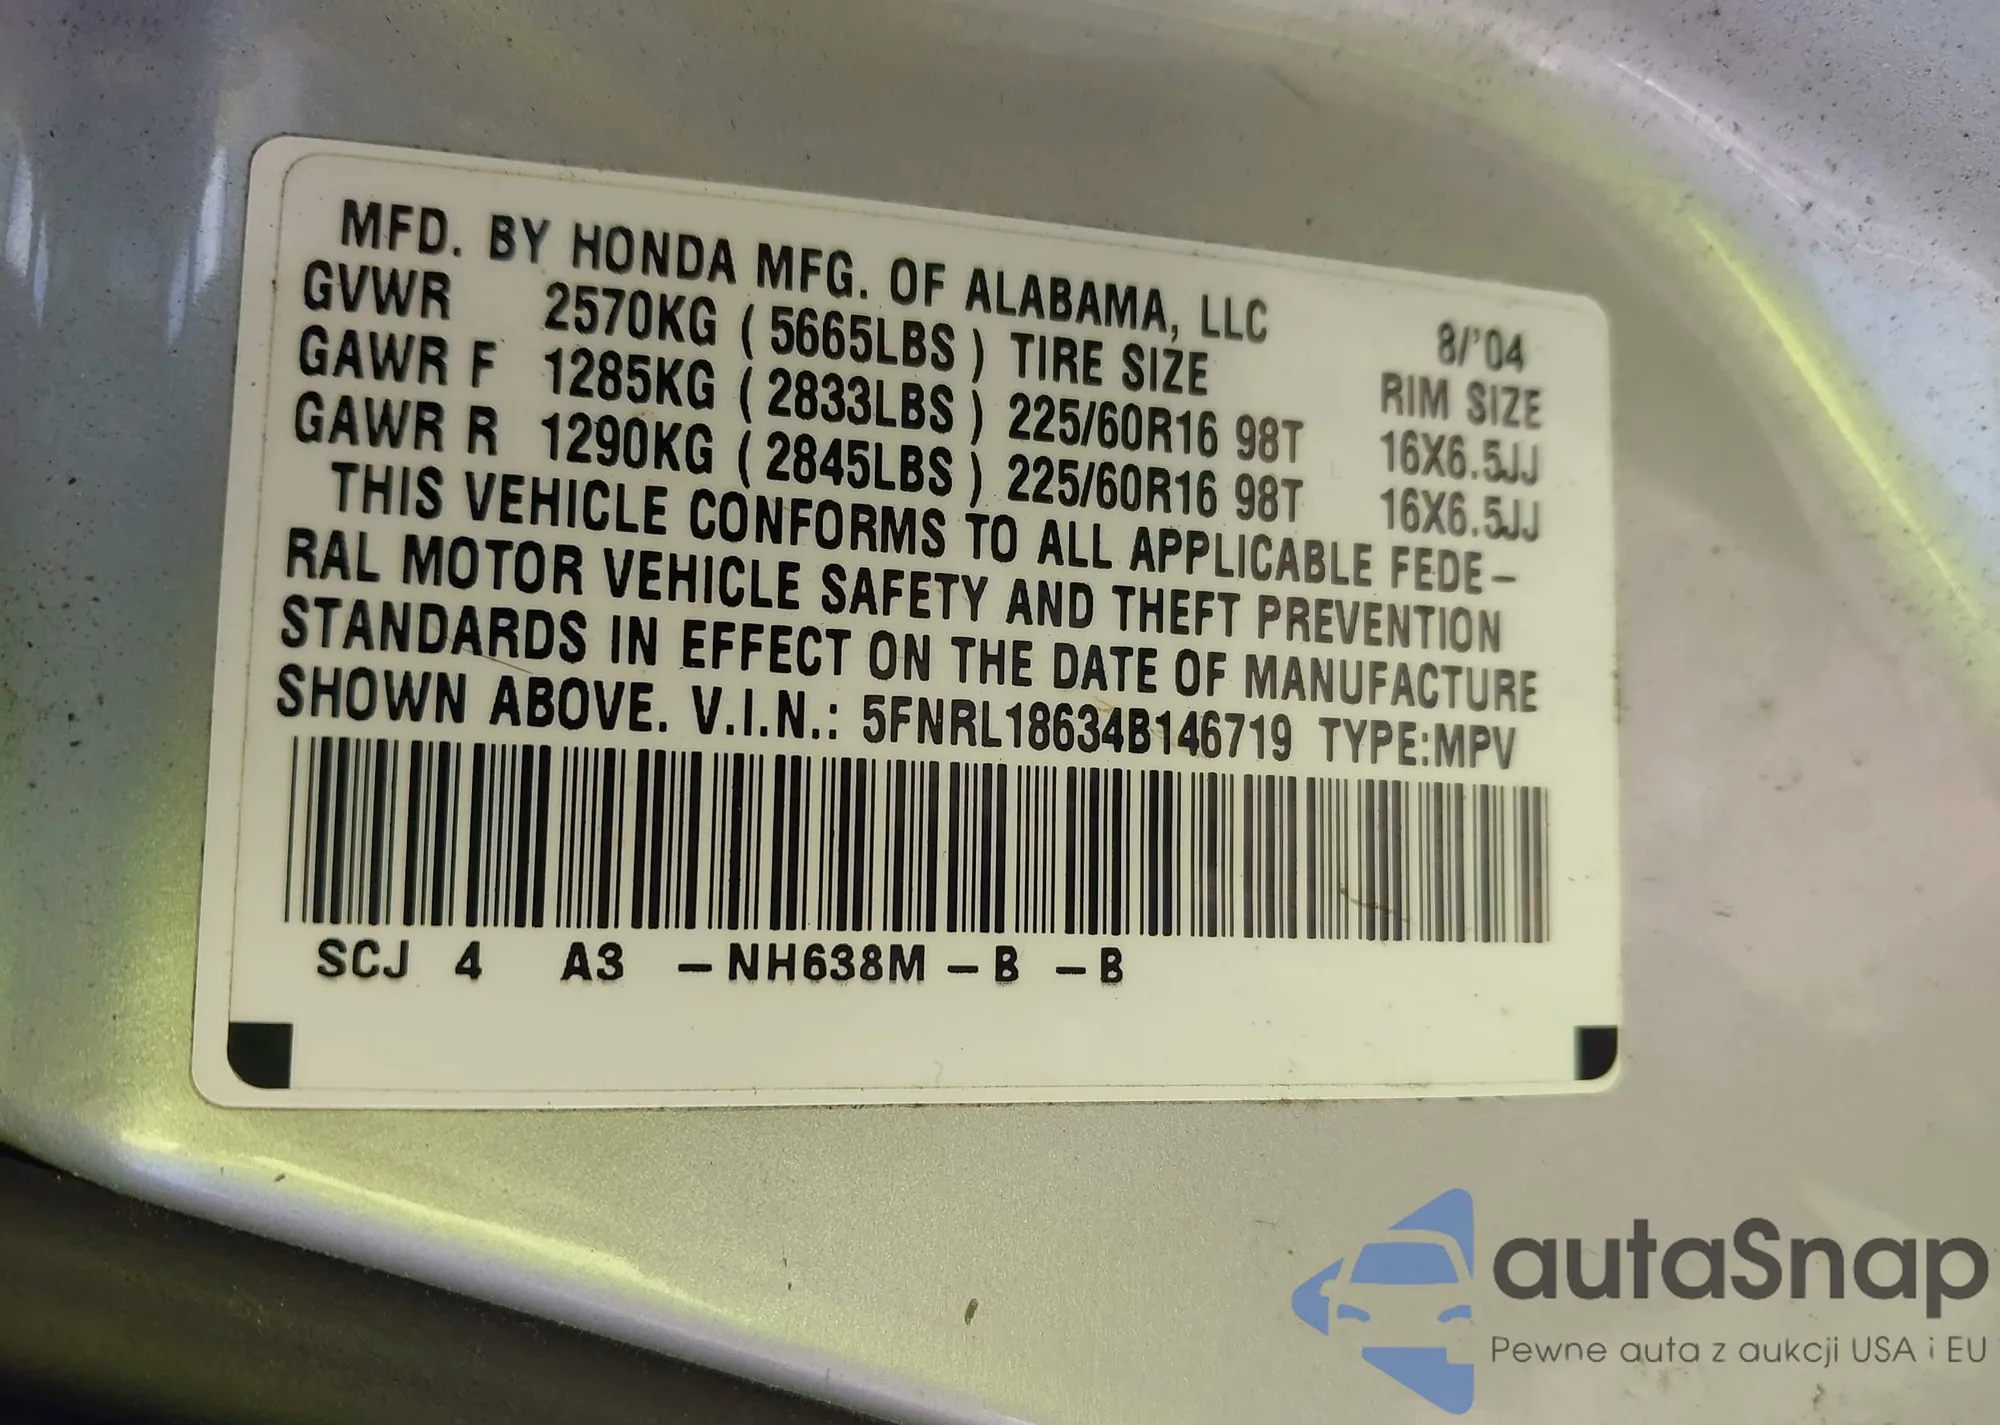 MFD. BY HONDA MFG. OF ALABAMA, LLC 8/'04
GVWR 2570KG ( 5665LBS ) TIRE SIZE RIM SIZE
GAWR F 1285KG ( 2833LBS ) 225/60R16 98T 16X6.5JJ
GAWR R 1290KG ( 2845LBS ) 225/60R16 98T 16X6.5JJ
THIS VEHICLE CONFORMS TO ALL APPLICABLE FEDE-
RAL MOTOR VEHICLE SAFETY AND THEFT PREVENTION
STANDARDS IN EFFECT ON THE DATE OF MANUFACTURE
SHOWN ABOVE. V.I.N.: 5FNRL18634B146719 TYPE:MPV
SCJ 4 A3 -NH638M -B -B
autaSnap
Pewne auta z aukcji USA i EU